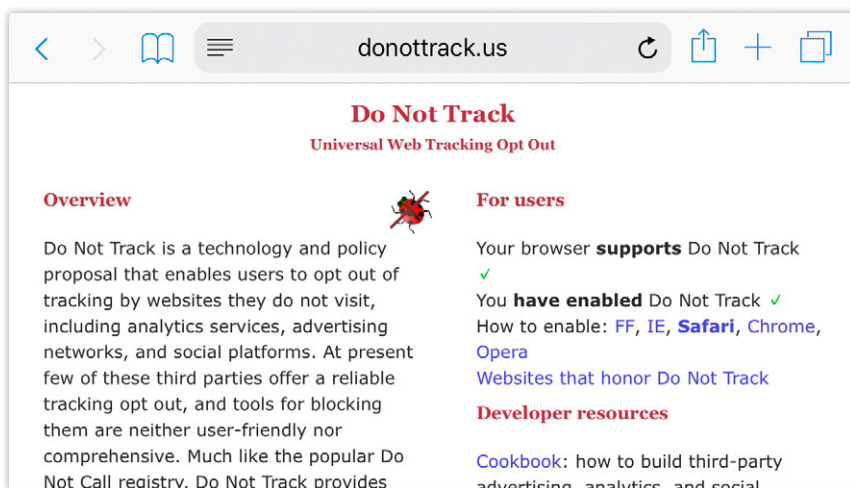 donottrack.us
Do Not Track
Universal Web Tracking Opt Out
Overview
Do Not Track is a technology and policy
proposal that enables users to opt out of
tracking by websites they do not visit,
including analytics services, advertising
networks, and social platforms. At present
few of these third parties offer a reliable
tracking opt out, and tools for blocking
them are neither user-friendly nor
comprehensive. Much like the popular Do
Not Call registry, Do Not Track provides
For users
Your browser supports Do Not Track
✓
You have enabled Do Not Track ✓
How to enable: FF, IE, Safari, Chrome,
Opera
Websites that honor Do Not Track
Developer resources
Cookbook: how to build third-party
advertising, analytics, and social